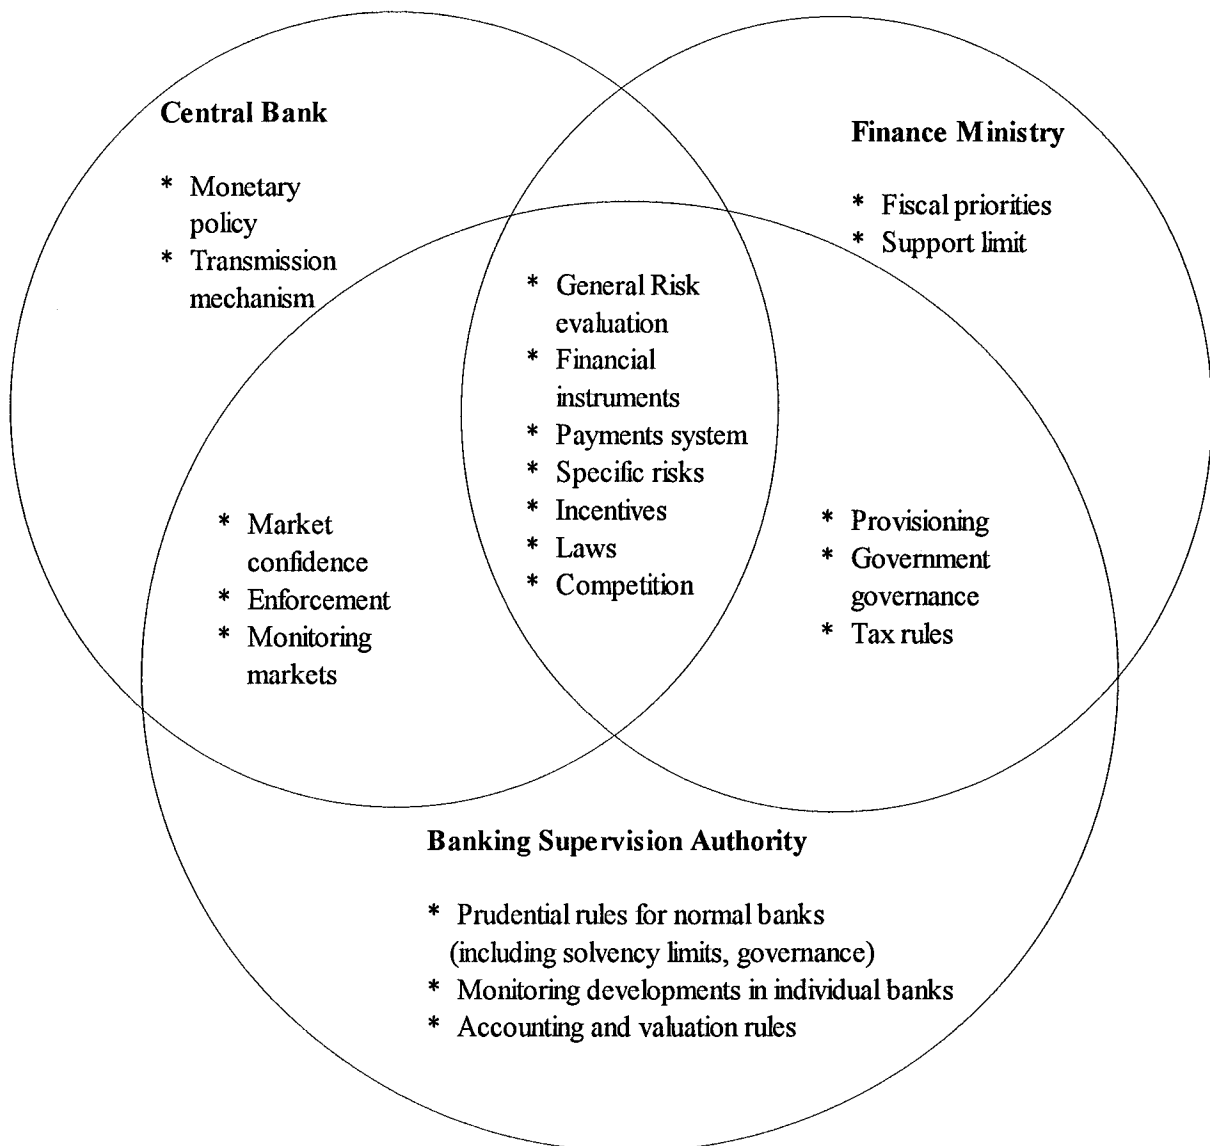 Central Bank
* Monetary
policy
* Transmission
mechanism
Finance Ministry
* Fiscal priorities
* Support limit
* General Risk
evaluation
* Financial
instruments
* Payments system
* Specific risks
* Incentives
* Laws
* Competition
* Market
confidence
* Enforcement
* Monitoring
markets
* Provisioning
* Government
governance
* Tax rules
Banking Supervision Authority
* Prudential rules for normal banks
(including solvency limits, governance)
* Monitoring developments in individual banks
* Accounting and valuation rules